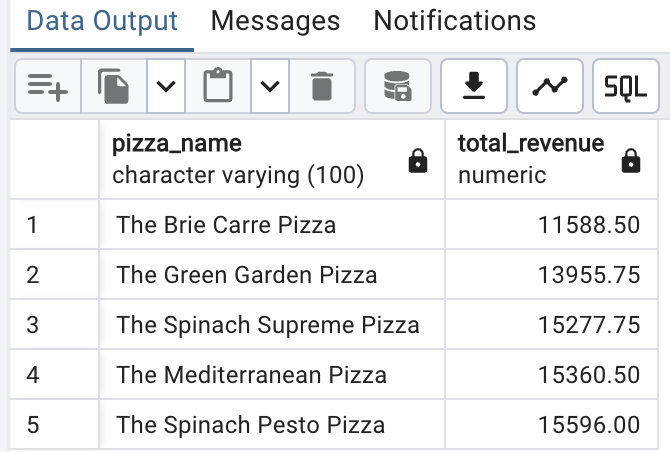 Data Output Messages Notifications
SQL
pizza_name total_revenue
character varying (100) numeric
1 The Brie Carre Pizza 11588.50
2 The Green Garden Pizza 13955.75
3 The Spinach Supreme Pizza 15277.75
4 The Mediterranean Pizza 15360.50
5 The Spinach Pesto Pizza 15596.00